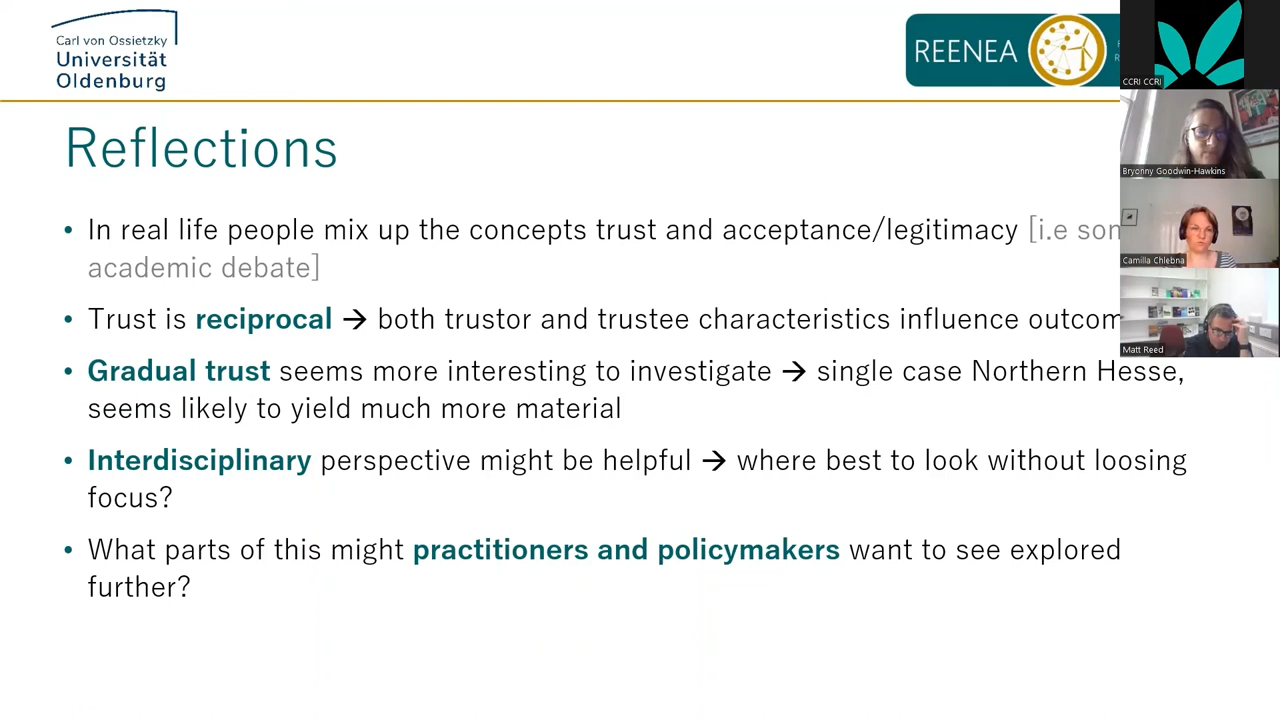 Carl von Ossietzky
Universität
Oldenburg
REENEA
CCRI CCRI
Bryonny Goodwin-Hawkins
Camilla Chlebna
Matt Reed
Reflections
• In real life people mix up the concepts trust and acceptance/legitimacy [i.e
academic debate]
• Trust is reciprocal → both trustor and trustee characteristics influence
• Gradual trust seems more interesting to investigate → single case Northern Hesse,
seems likely to yield much more material
• Interdisciplinary perspective might be helpful → where best to look without loosing
focus?
• What parts of this might practitioners and policymakers want to see explored
further?